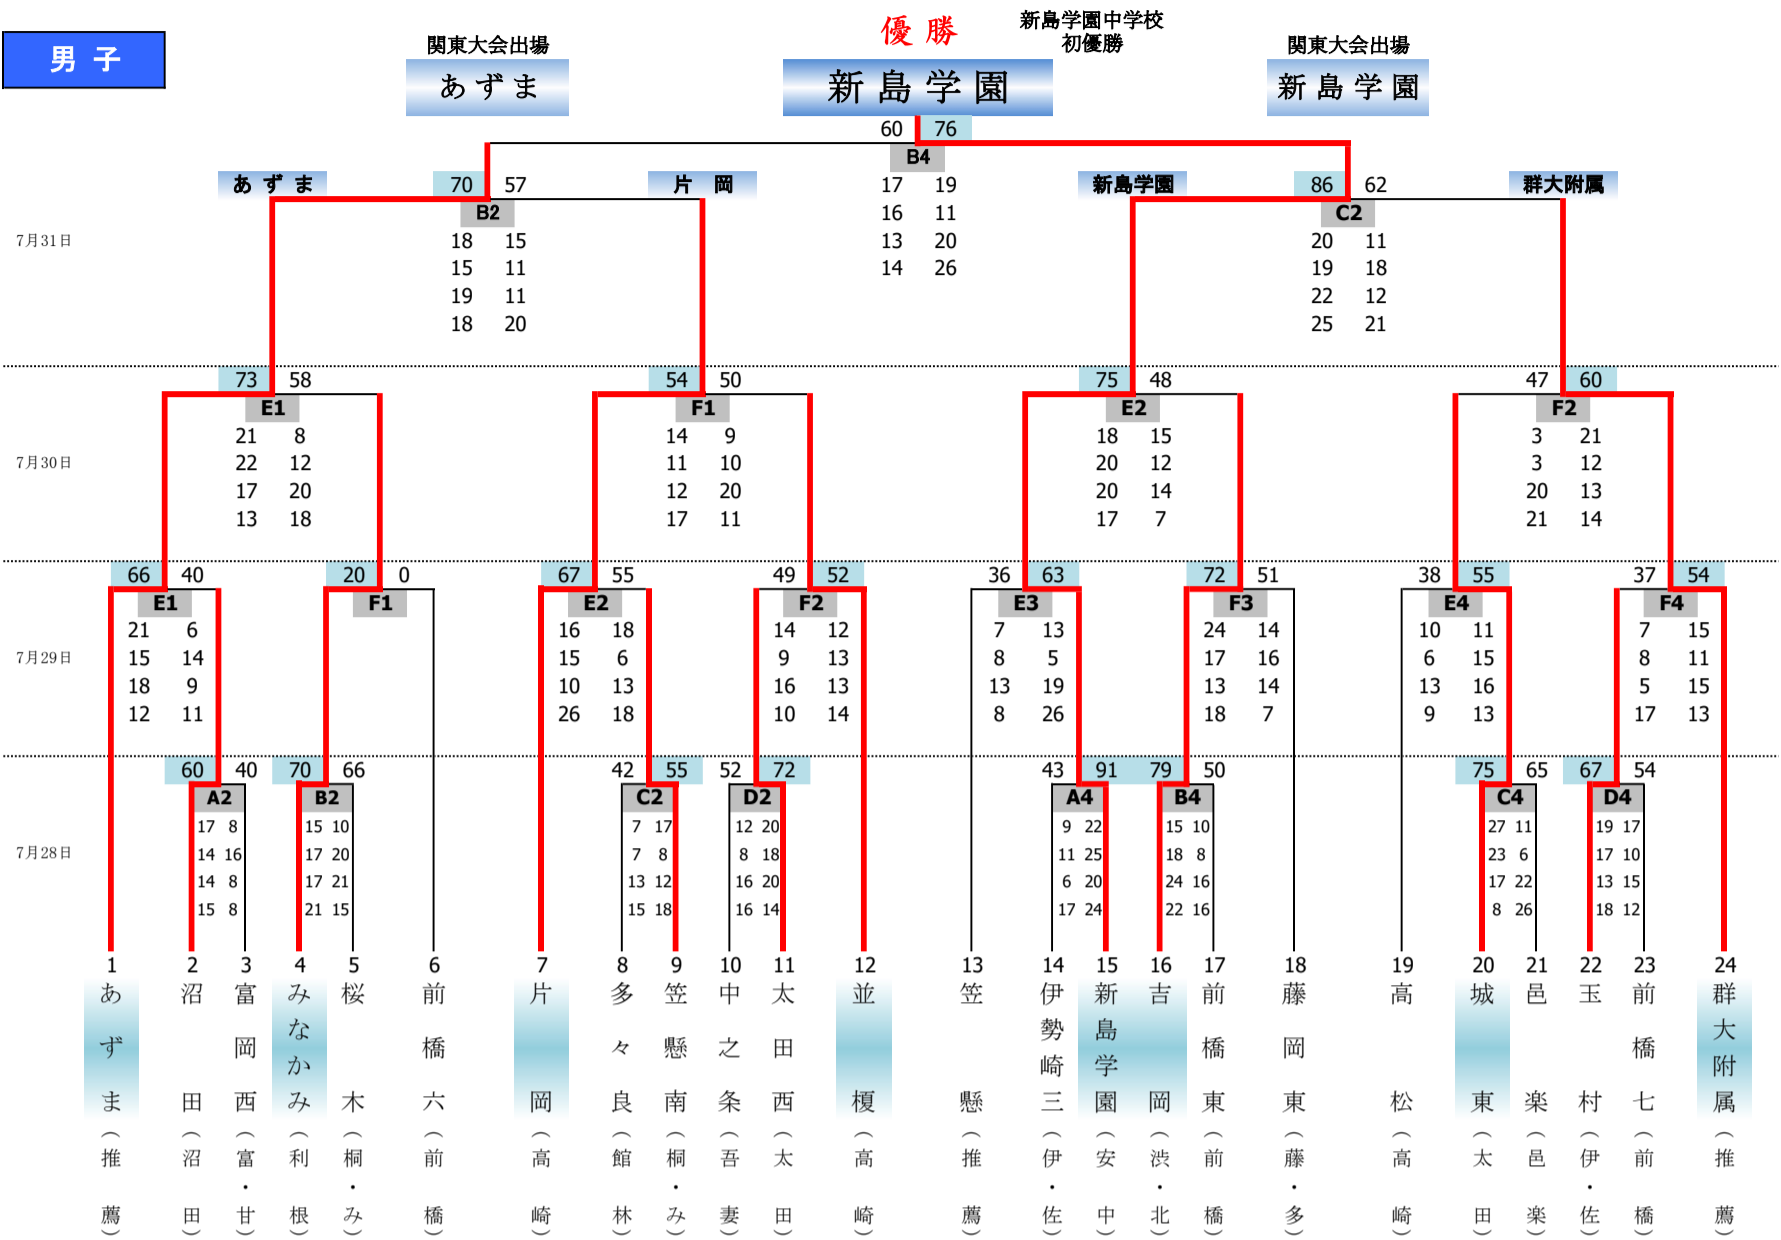 優 勝
新島学園中学校
初優勝
男 子
関東大会出場
関東大会出場
あ ず ま
新 島 学 園
新 島 学 園
60 76
B4
あ ず ま
70 57
片 岡
17 19
新島学園
86 62
群大附属
B2
16 11
C2
7月31日
18 15
13 20
20 11
15 11
14 26
19 18
19 11
22 12
18 20
25 21
73 58
54 50
75 48
47 60
E1
F1
E2
F2
21 8
14 9
18 15
3 21
7月30日
22 12
11 10
20 12
3 12
17 20
12 20
20 14
20 13
13 18
17 11
17 7
21 14
66 40
20 0
67 55
49 52
36 63
72 51
38 55
37 54
E1
F1
E2
F2
E3
F3
E4
F4
21 6
16 18
14 12
7 13
24 14
10 11
7 15
7月29日
15 14
15 6
9 13
8 5
17 16
6 15
8 11
18 9
10 13
16 13
13 19
13 14
13 16
5 15
12 11
26 18
10 14
8 26
18 7
9 13
17 13
60 40
70 66
42 55
52 72
43 91
79 50
75 65
67 54
A2
B2
C2
D2
A4
B4
C4
D4
17 8
15 10
7 17
12 20
9 22
15 10
27 11
19 17
7月28日
14 16
17 20
7 8
8 18
11 25
18 8
23 6
17 10
14 8
17 21
13 12
16 20
6 20
24 16
17 22
13 15
15 8
21 15
15 18
16 14
17 24
22 16
8 26
18 12
1 2 3 4 5 6 7 8 9 10 11 12 13 14 15 16 17 18 19 20 21 22 23 24
あずま（推薦）
沼田（沼田）
富岡西（富・甘）
みなかみ（利根）
桜木（桐・み）
前橋六（前橋）
片岡（高崎）
多々良（館林）
笠懸南（桐・み）
中之条（吾妻）
太田西（太田）
並榎（高崎）
笠懸（推薦）
伊勢崎三（伊・佐）
新島学園（安中）
吉岡（渋・北）
前橋東（前橋）
藤岡東（藤・多）
高松（高崎）
城東（太田）
邑楽（邑楽）
玉村（伊・佐）
前橋七（前橋）
群大附属（推薦）